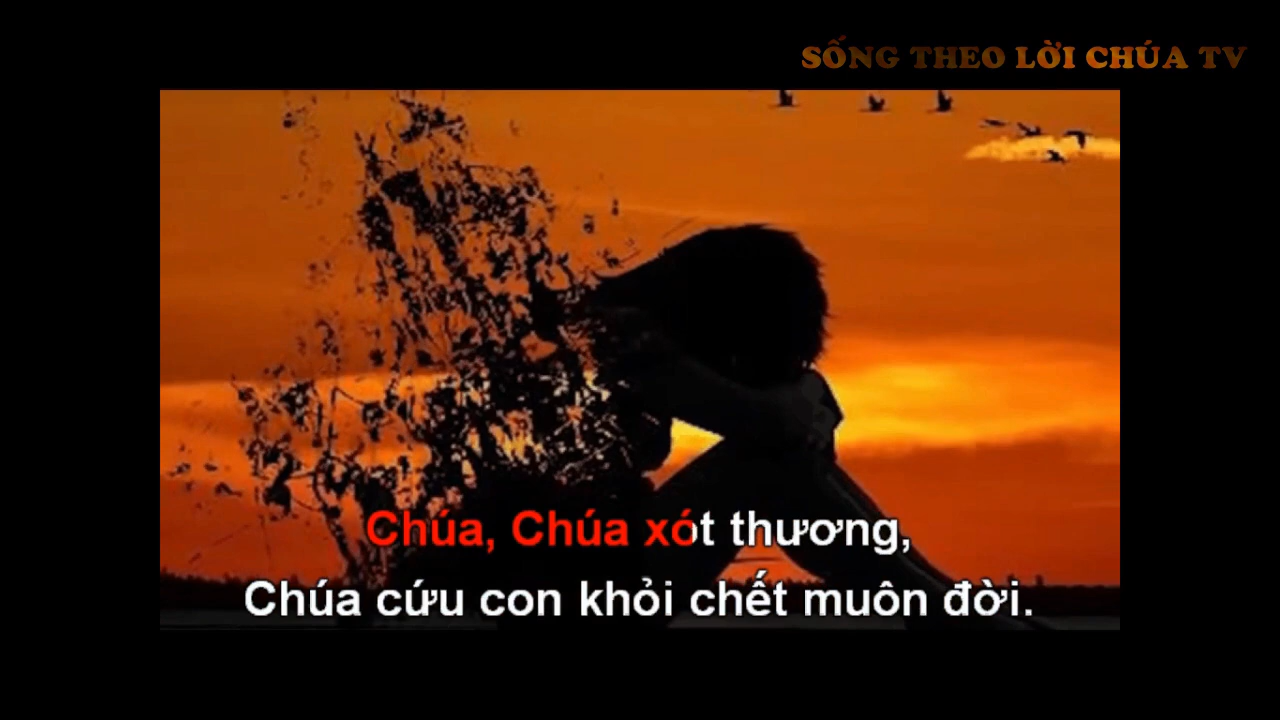 SỐNG THEO LỜI CHÚA TV
Chúa, Chúa xót thương,
Chúa cứu con khỏi chết muôn đời.